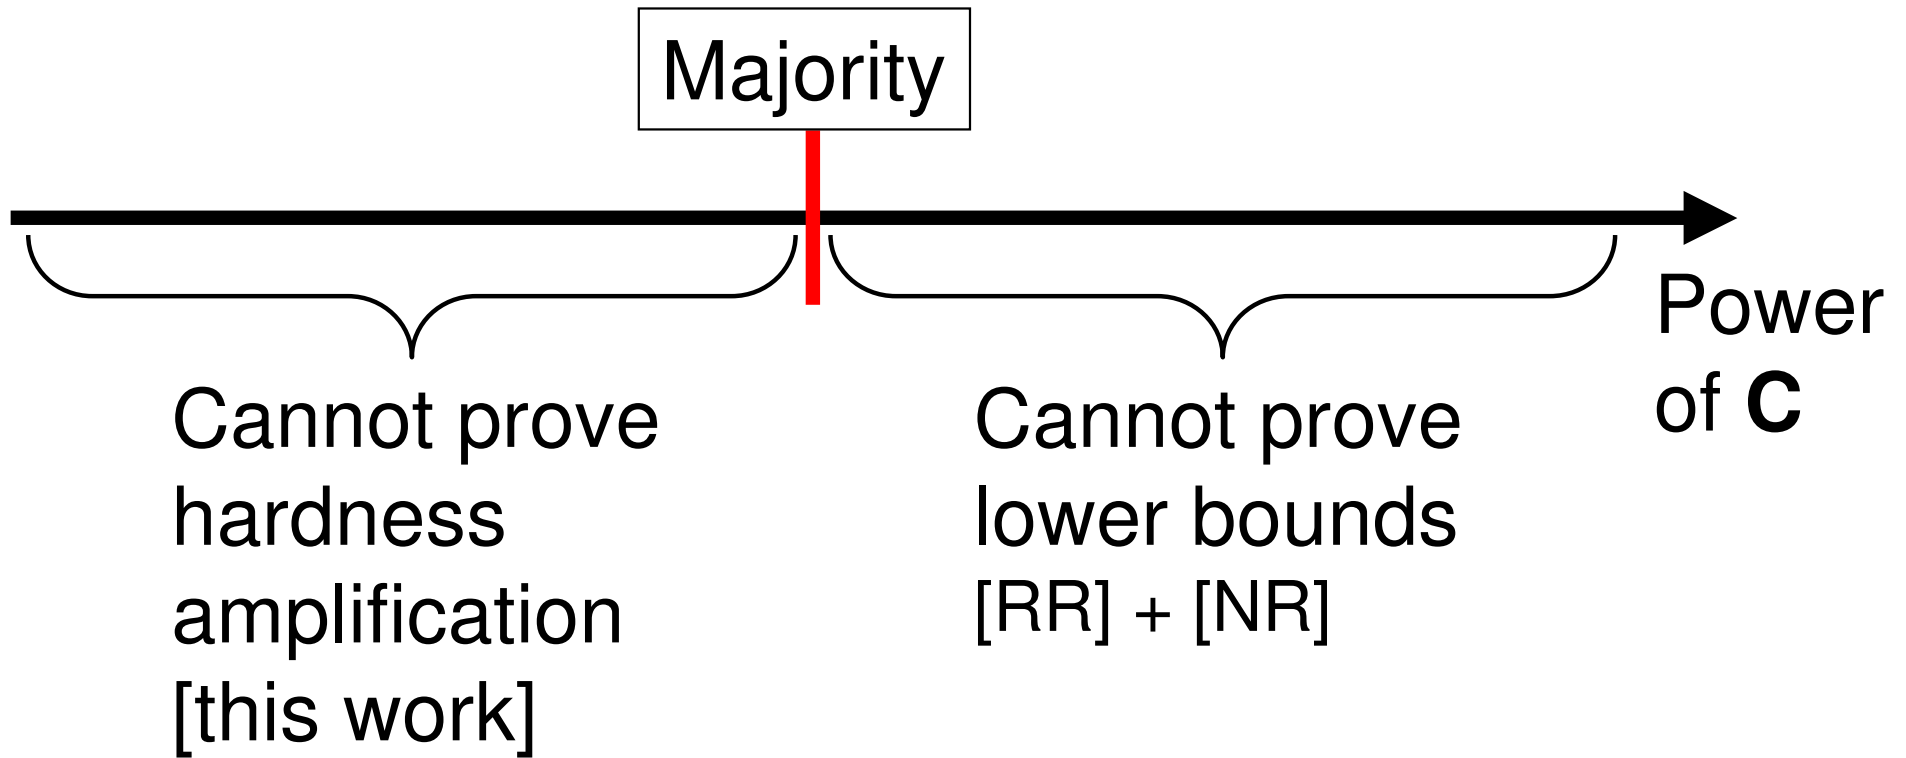 Majority
Power
of C
Cannot prove
hardness
amplification
[this work]
Cannot prove
lower bounds
[RR] + [NR]